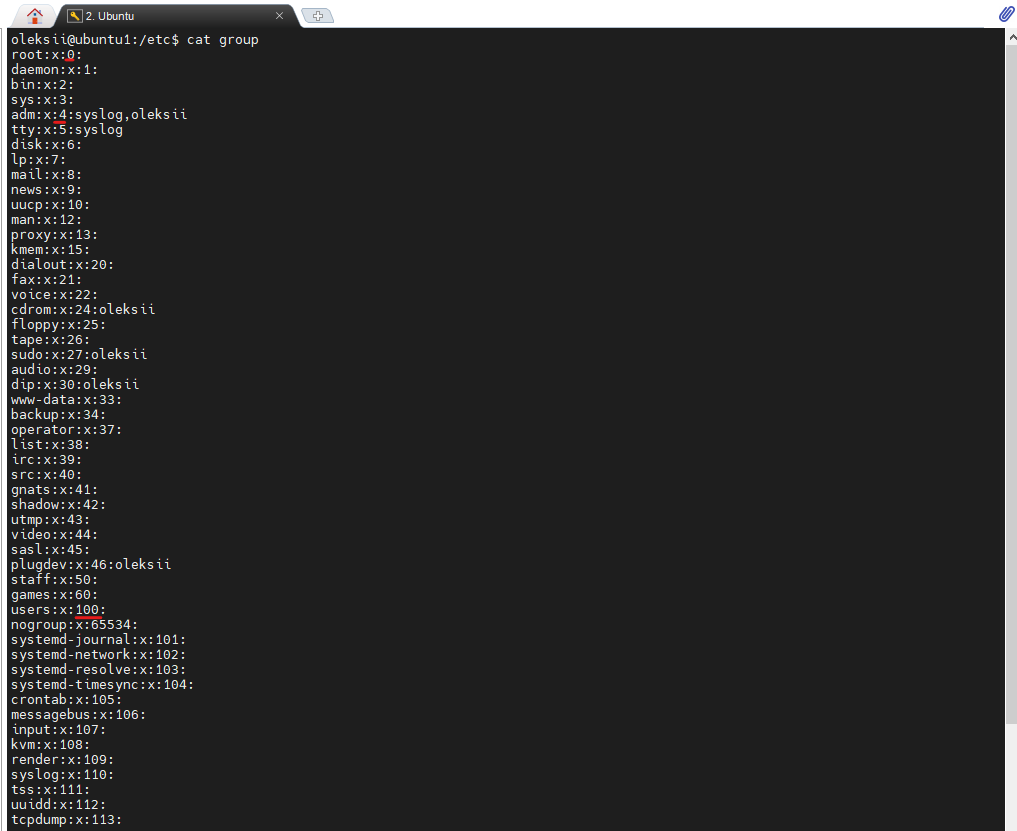 2. Ubuntu
oleksii@ubuntu1:/etc$ cat group
root:x:0:
daemon:x:1:
bin:x:2:
sys:x:3:
adm:x:4:syslog,oleksii
tty:x:5:syslog
disk:x:6:
lp:x:7:
mail:x:8:
news:x:9:
uucp:x:10:
man:x:12:
proxy:x:13:
kmem:x:15:
dialout:x:20:
fax:x:21:
voice:x:22:
cdrom:x:24:oleksii
floppy:x:25:
tape:x:26:
sudo:x:27:oleksii
audio:x:29:
dip:x:30:oleksii
www-data:x:33:
backup:x:34:
operator:x:37:
list:x:38:
irc:x:39:
src:x:40:
gnats:x:41:
shadow:x:42:
utmp:x:43:
video:x:44:
sasl:x:45:
plugdev:x:46:oleksii
staff:x:50:
games:x:60:
users:x:100:
nogroup:x:65534:
systemd-journal:x:101:
systemd-network:x:102:
systemd-resolve:x:103:
systemd-timesync:x:104:
crontab:x:105:
messagebus:x:106:
input:x:107:
kvm:x:108:
render:x:109:
syslog:x:110:
tss:x:111:
uuidd:x:112:
tcpdump:x:113: